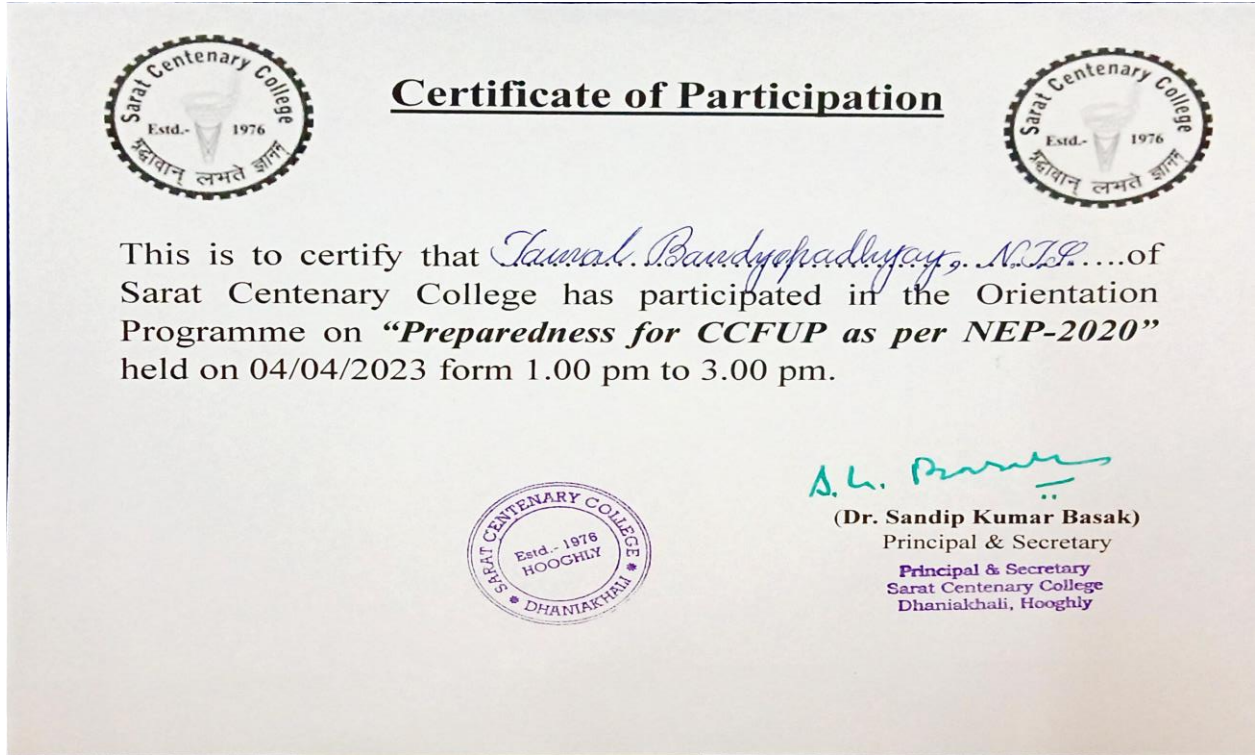 Sarat Centenary College
Estd.- 1976
श्रद्धावान् लभते ज्ञानम्
Certificate of Participation
Sarat Centenary College
Estd.- 1976
श्रद्धावान् लभते ज्ञानम्
This is to certify that Tamal Bandyopadhyay, N.T.S....of
Sarat Centenary College has participated in the Orientation
Programme on “Preparedness for CCFUP as per NEP-2020”
held on 04/04/2023 form 1.00 pm to 3.00 pm.
SARAT CENTENARY COLLEGE
Estd.- 1976
HOOGHLY
DHANIAKHALI
S.K. Basak
(Dr. Sandip Kumar Basak)
Principal & Secretary
Principal & Secretary
Sarat Centenary College
Dhaniakhali, Hooghly